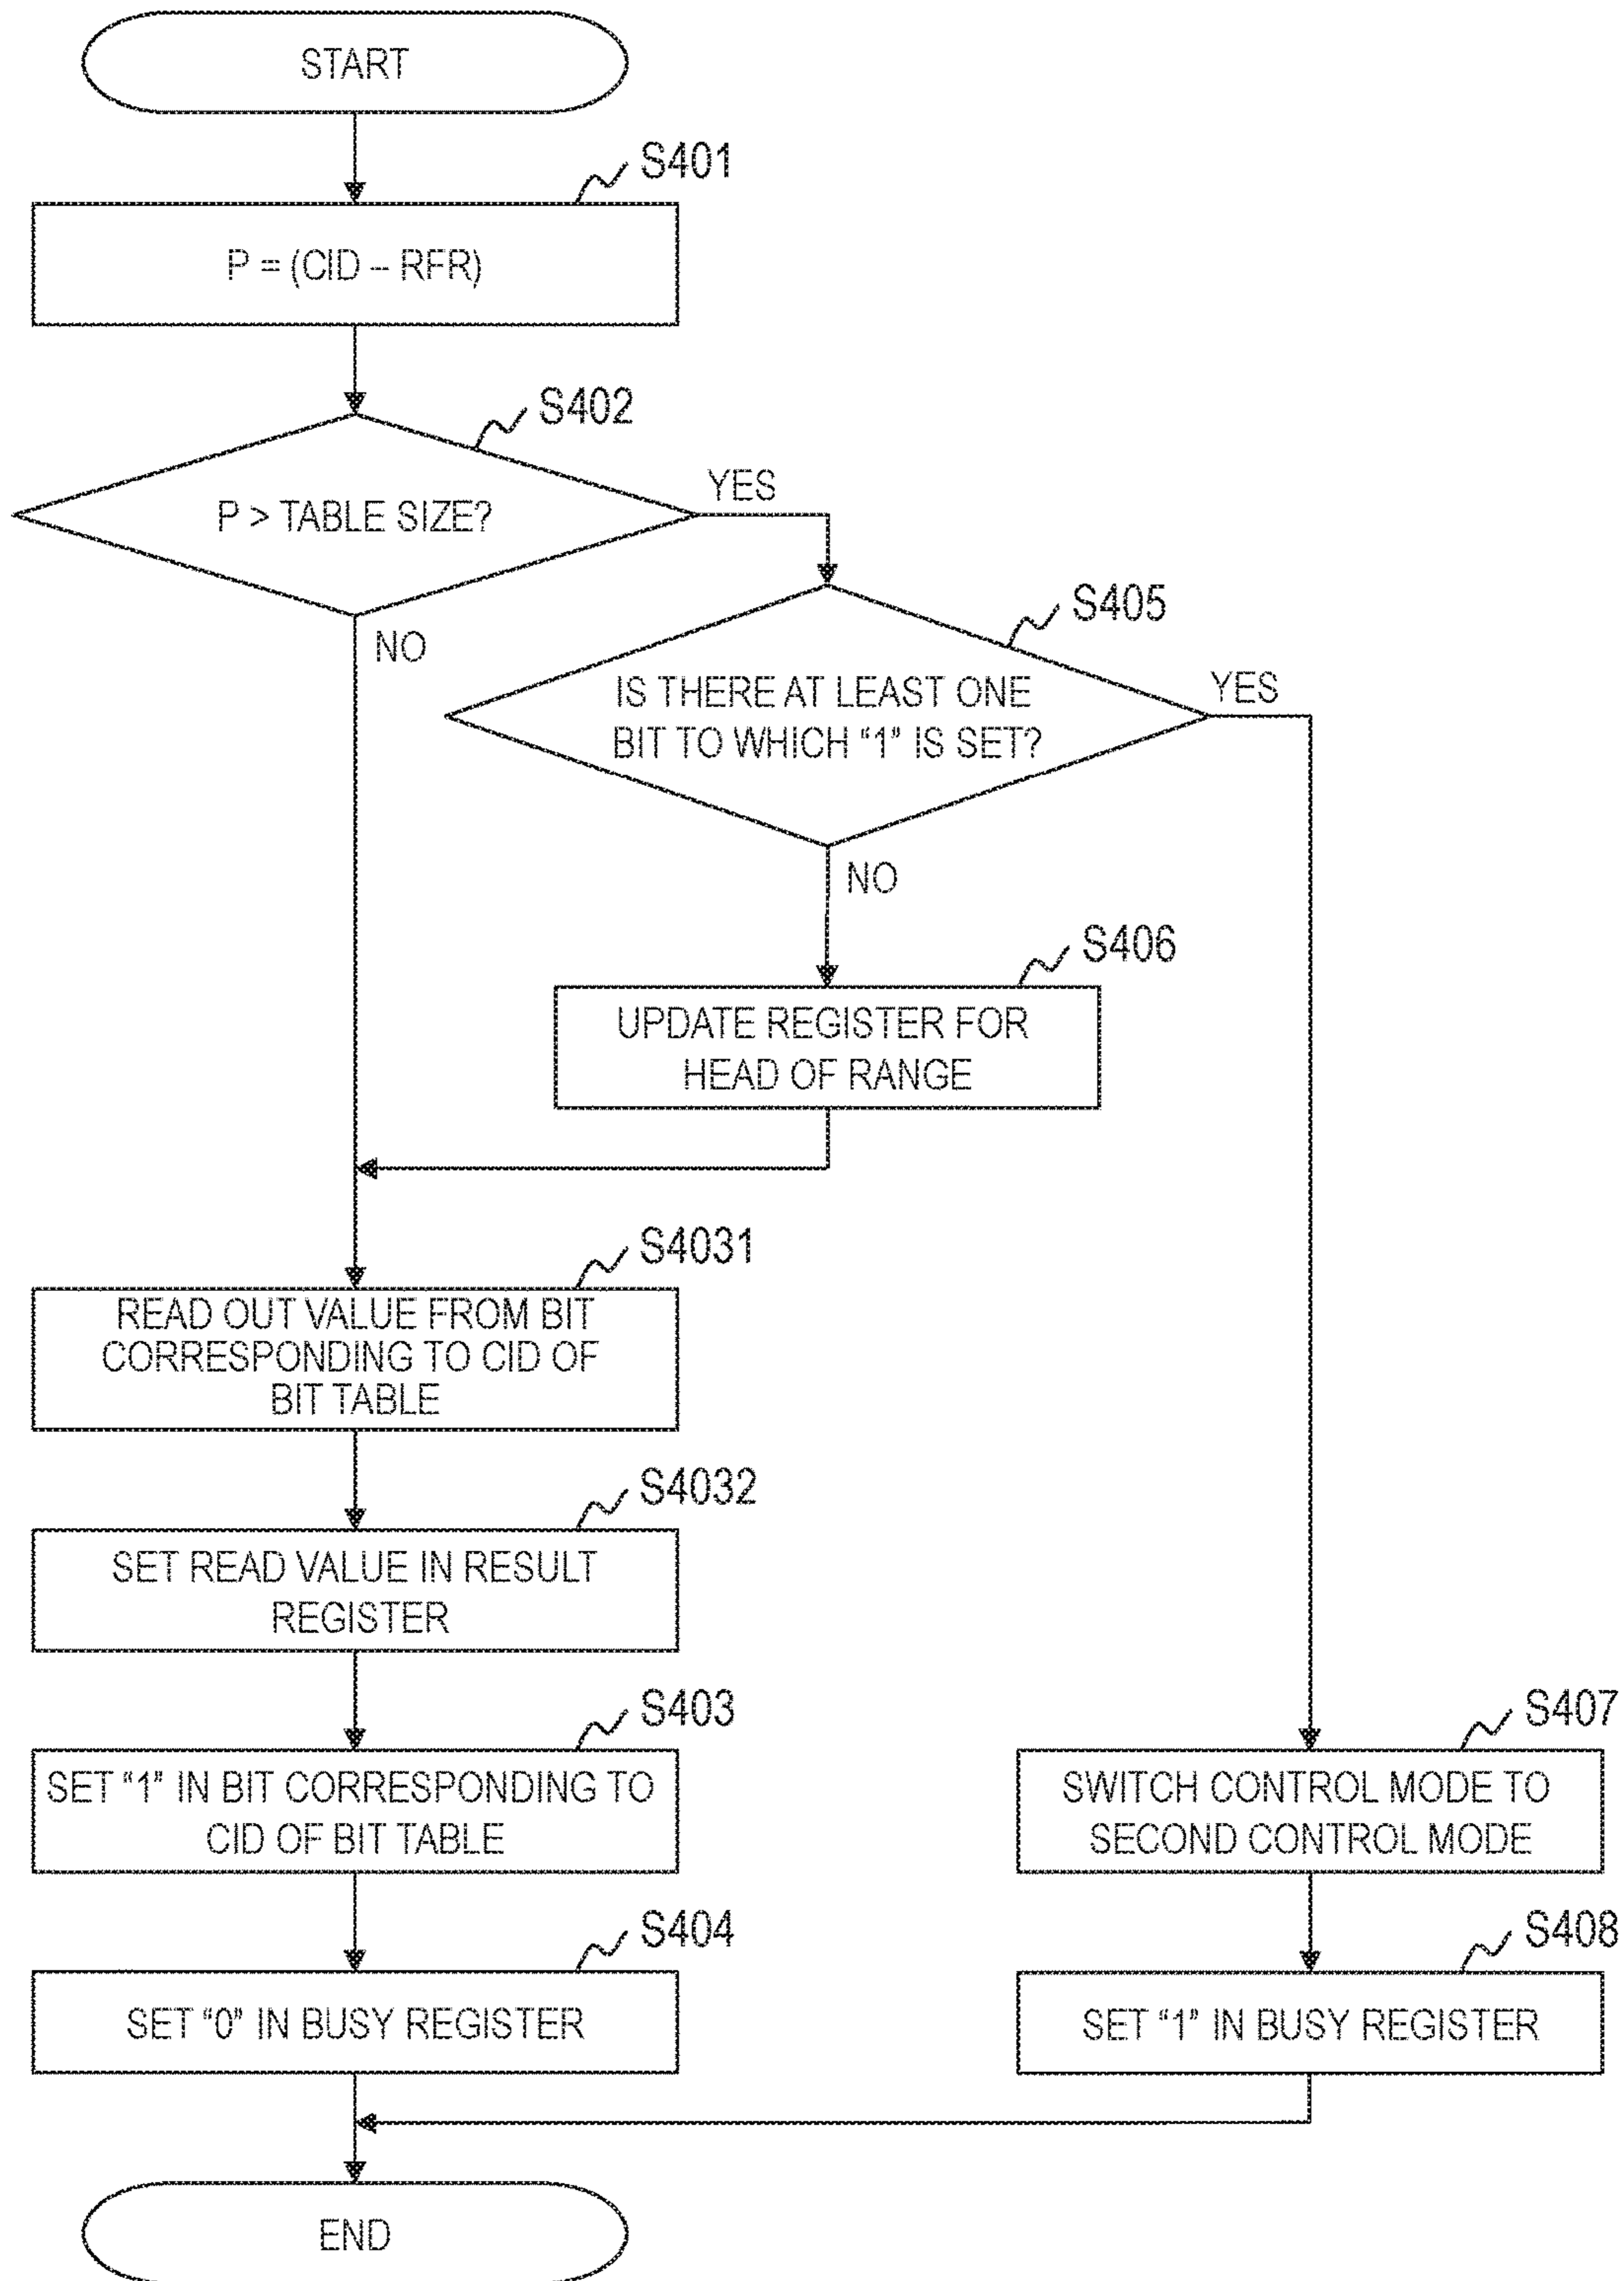 START
S401
P = (CID – RFR)
S402
P > TABLE SIZE?
YES
NO
S405
IS THERE AT LEAST ONE
BIT TO WHICH “1” IS SET?
YES
NO
S406
UPDATE REGISTER FOR
HEAD OF RANGE
S4031
READ OUT VALUE FROM BIT
CORRESPONDING TO CID OF
BIT TABLE
S4032
SET READ VALUE IN RESULT
REGISTER
S403
SET “1” IN BIT CORRESPONDING TO
CID OF BIT TABLE
S407
SWITCH CONTROL MODE TO
SECOND CONTROL MODE
S404
SET “0” IN BUSY REGISTER
S408
SET “1” IN BUSY REGISTER
END